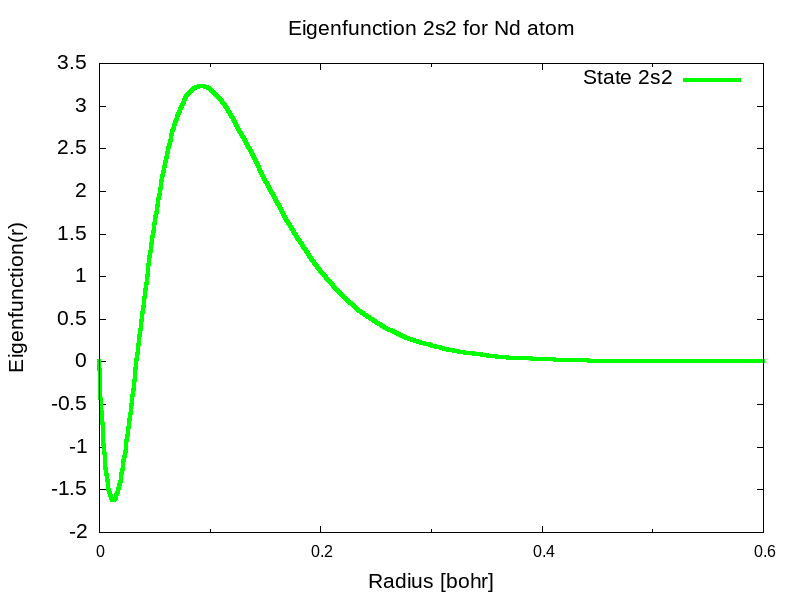 Eigenfunction 2s2 for Nd atom
State 2s2
3.5
3
2.5
2
1.5
1
0.5
0
-0.5
-1
-1.5
-2
Eigenfunction(r)
0 0.2 0.4 0.6
Radius [bohr]